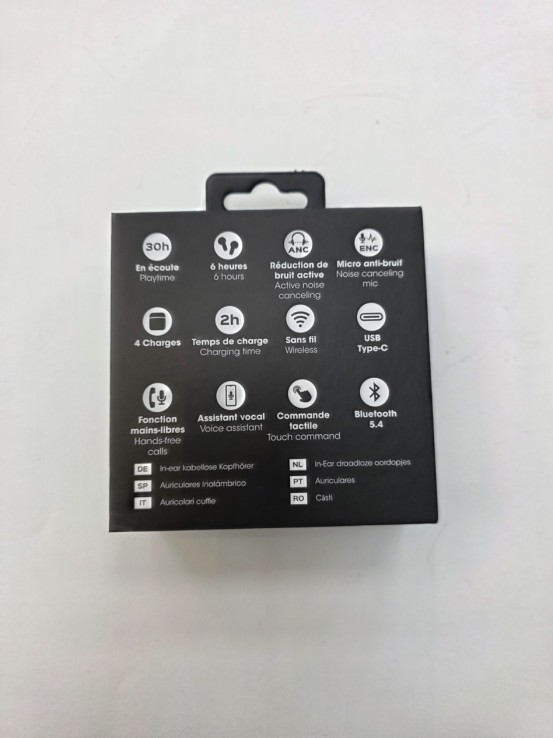 30h
En écoute
Playtime
6 heures
6 hours
ANC
Réduction de
bruit active
Active noise
canceling
ENC
Micro anti-bruit
Noise canceling
mic
4 Charges
2h
Temps de charge
Charging time
Sans fil
Wireless
USB
Type-C
Fonction
mains-libres
Hands-free
calls
Assistant vocal
Voice assistant
Commande
tactile
Touch command
Bluetooth
5.4
DE In-ear kabellose Kopfhörer
SP Auriculares Inalámbrico
IT Auricolari cuffie
NL In-Ear draadloze oordopjes
PT Auriculares
RO Căsti